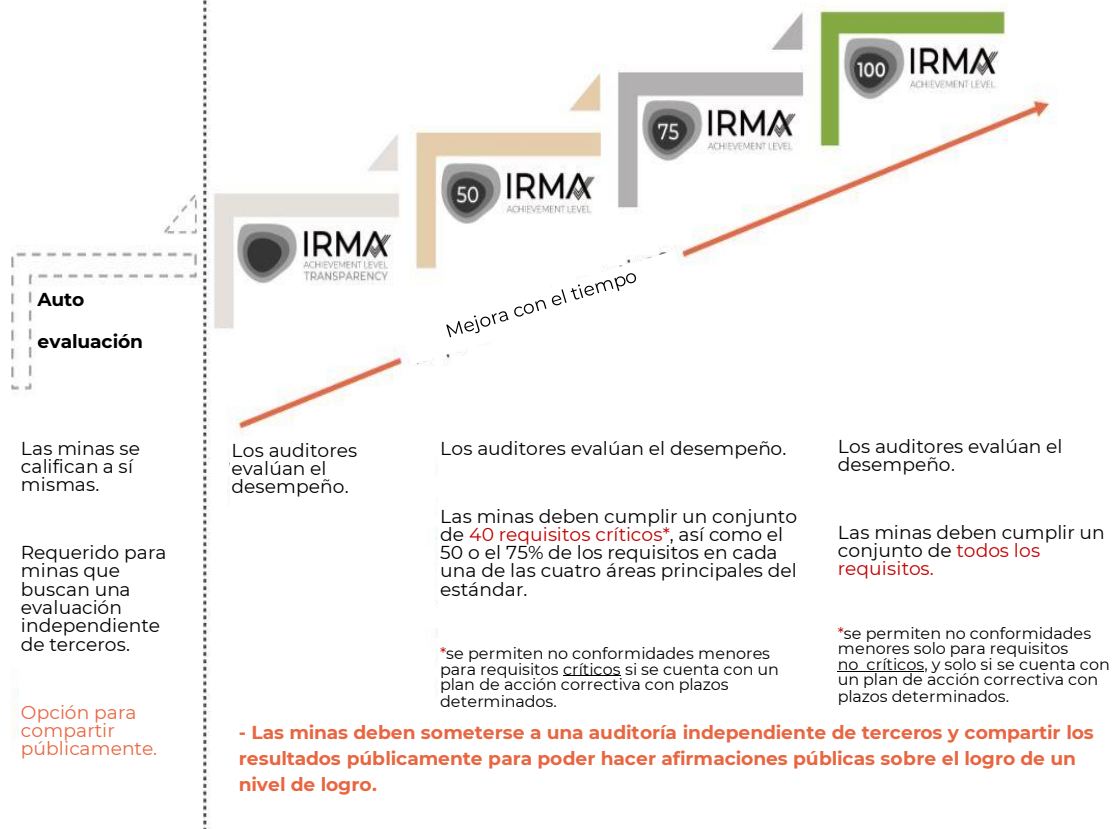 100
IRMA
ACHIEVEMENT LEVEL
75
IRMA
ACHIEVEMENT LEVEL
50
IRMA
ACHIEVEMENT LEVEL
IRMA
ACHIEVEMENT LEVEL
TRANSPARENCY
Auto
evaluación
Mejora con el tiempo
Las minas se
califican a sí
mismas.
Requerido para
minas que
buscan una
evaluación
independiente
de terceros.
Opción para
compartir
públicamente.
Los auditores
evalúan el
desempeño.
Los auditores evalúan el desempeño.
Las minas deben cumplir un conjunto
de 40 requisitos críticos*, así como el
50 o el 75% de los requisitos en cada
una de las cuatro áreas principales del
estándar.
*se permiten no conformidades menores
para requisitos críticos si se cuenta con un
plan de acción correctiva con plazos
determinados.
Los auditores evalúan el
desempeño.
Las minas deben cumplir un
conjunto de todos los
requisitos.
*se permiten no conformidades
menores solo para requisitos
no críticos, y solo si se cuenta con
un plan de acción correctiva con
plazos determinados.
- Las minas deben someterse a una auditoría independiente de terceros y compartir los
resultados públicamente para poder hacer afirmaciones públicas sobre el logro de un
nivel de logro.